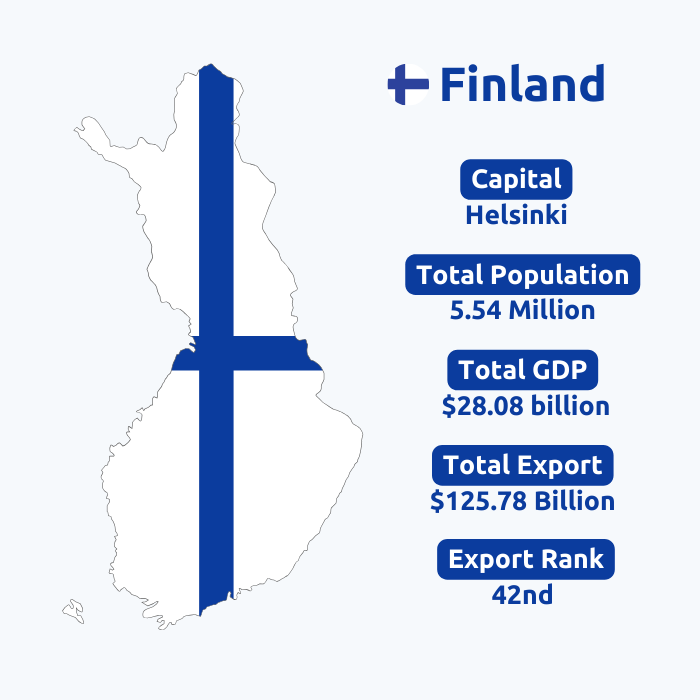 Finland
Capital
Helsinki
Total Population
5.54 Million
Total GDP
$28.08 billion
Total Export
$125.78 Billion
Export Rank
42nd